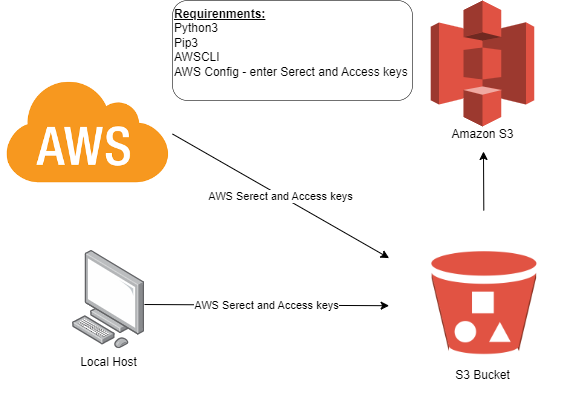 Requirenments:
Python3
Pip3
AWSCLI
AWS Config - enter Serect and Access keys
Amazon S3
AWS
AWS Serect and Access keys
AWS Serect and Access keys
Local Host
S3 Bucket